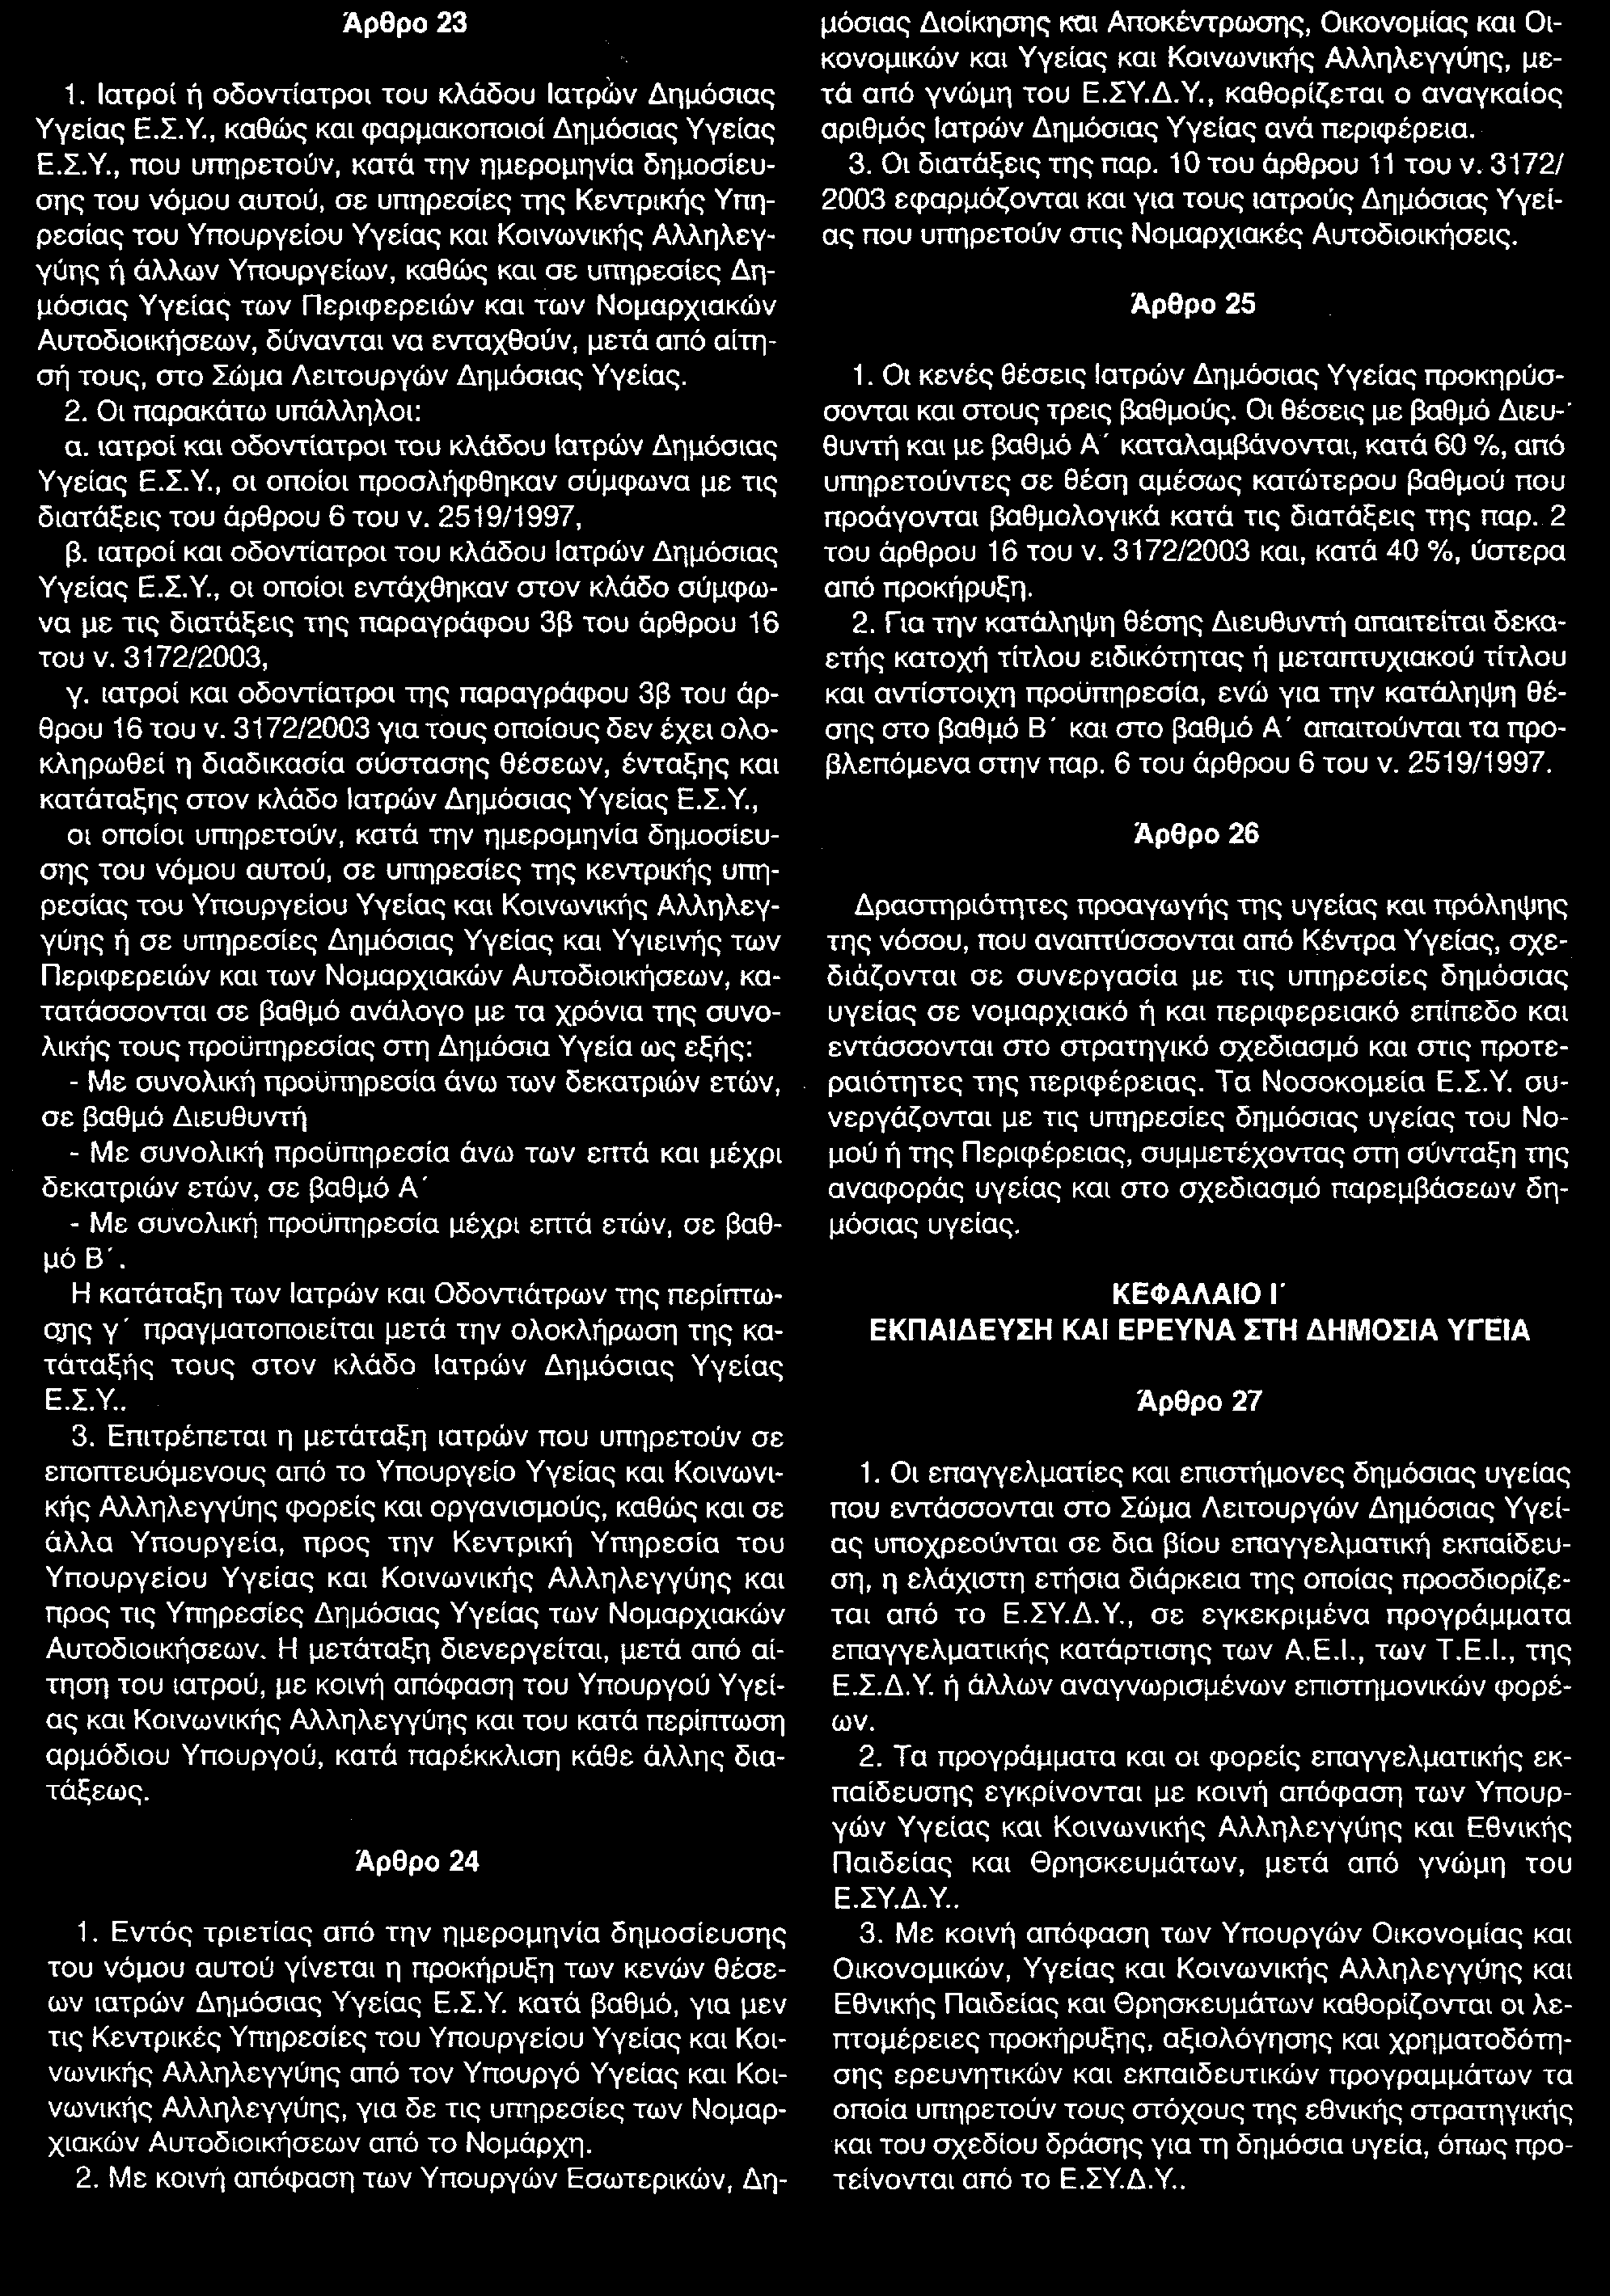 Άρθρο 23
1. Ιατροί ή οδοντίατροι του κλάδου Ιατρών Δημόσιας
Υγείας Ε.Σ.Υ., καθώς και φαρμακοποιοί Δημόσιας Υγείας
Ε.Σ.Υ., που υπηρετούν, κατά την ημερομηνία δημοσίευ-
σης του νόμου αυτού, σε υπηρεσίες της Κεντρικής Υπη-
ρεσίας του Υπουργείου Υγείας και Κοινωνικής Αλληλεγ-
γύης ή άλλων Υπουργείων, καθώς και σε υπηρεσίες Δη-
μόσιας Υγείας των Περιφερειών και των Νομαρχιακών
Αυτοδιοικήσεων, δύνανται να ενταχθούν, μετά από αίτη-
σή τους, στο Σώμα Λειτουργών Δημόσιας Υγείας.
2. Οι παρακάτω υπάλληλοι:
α. ιατροί και οδοντίατροι του κλάδου Ιατρών Δημόσιας
Υγείας Ε.Σ.Υ., οι οποίοι προσλήφθηκαν σύμφωνα με τις
διατάξεις του άρθρου 6 του ν. 2519/1997,
β. ιατροί και οδοντίατροι του κλάδου Ιατρών Δημόσιας
Υγείας Ε.Σ.Υ., οι οποίοι εντάχθηκαν στον κλάδο σύμφω-
να με τις διατάξεις της παραγράφου 3β του άρθρου 16
του ν. 3172/2003,
γ. ιατροί και οδοντίατροι της παραγράφου 3β του άρ-
θρου 16 του ν. 3172/2003 για τους οποίους δεν έχει ολο-
κληρωθεί η διαδικασία σύστασης θέσεων, ένταξης και
κατάταξης στον κλάδο Ιατρών Δημόσιας Υγείας Ε.Σ.Υ.,
οι οποίοι υπηρετούν, κατά την ημερομηνία δημοσίευ-
σης του νόμου αυτού, σε υπηρεσίες της κεντρικής υπη-
ρεσίας του Υπουργείου Υγείας και Κοινωνικής Αλληλεγ-
γύης ή σε υπηρεσίες Δημόσιας Υγείας και Υγιεινής των
Περιφερειών και των Νομαρχιακών Αυτοδιοικήσεων, κα-
τατάσσονται σε βαθμό ανάλογο με τα χρόνια της συνο-
λικής τους προϋπηρεσίας στη Δημόσια Υγεία ως εξής:
- Με συνολική προϋπηρεσία άνω των δεκατριών ετών,
σε βαθμό Διευθυντή
- Με συνολική προϋπηρεσία άνω των επτά και μέχρι
δεκατριών ετών, σε βαθμό Α΄
- Με συνολική προϋπηρεσία μέχρι επτά ετών, σε βαθ-
μό Β΄.
Η κατάταξη των Ιατρών και Οδοντιάτρων της περίπτω-
σης γ΄ πραγματοποιείται μετά την ολοκλήρωση της κα-
τάταξής τους στον κλάδο Ιατρών Δημόσιας Υγείας
Ε.Σ.Υ..
3. Επιτρέπεται η μετάταξη ιατρών που υπηρετούν σε
εποπτευόμενους από το Υπουργείο Υγείας και Κοινωνι-
κής Αλληλεγγύης φορείς και οργανισμούς, καθώς και σε
άλλα Υπουργεία, προς την Κεντρική Υπηρεσία του
Υπουργείου Υγείας και Κοινωνικής Αλληλεγγύης και
προς τις Υπηρεσίες Δημόσιας Υγείας των Νομαρχιακών
Αυτοδιοικήσεων. Η μετάταξη διενεργείται, μετά από αί-
τηση του ιατρού, με κοινή απόφαση του Υπουργού Υγεί-
ας και Κοινωνικής Αλληλεγγύης και του κατά περίπτωση
αρμόδιου Υπουργού, κατά παρέκκλιση κάθε άλλης δια-
τάξεως.
Άρθρο 24
1. Εντός τριετίας από την ημερομηνία δημοσίευσης
του νόμου αυτού γίνεται η προκήρυξη των κενών θέσε-
ων ιατρών Δημόσιας Υγείας Ε.Σ.Υ. κατά βαθμό, για μεν
τις Κεντρικές Υπηρεσίες του Υπουργείου Υγείας και Κοι-
νωνικής Αλληλεγγύης από τον Υπουργό Υγείας και Κοι-
νωνικής Αλληλεγγύης, για δε τις υπηρεσίες των Νομαρ-
χιακών Αυτοδιοικήσεων από το Νομάρχη.
2. Με κοινή απόφαση των Υπουργών Εσωτερικών, Δη-
μόσιας Διοίκησης και Αποκέντρωσης, Οικονομίας και Οι-
κονομικών και Υγείας και Κοινωνικής Αλληλεγγύης, με-
τά από γνώμη του Ε.ΣΥ.Δ.Υ., καθορίζεται ο αναγκαίος
αριθμός Ιατρών Δημόσιας Υγείας ανά περιφέρεια.
3. Οι διατάξεις της παρ. 10 του άρθρου 11 του ν. 3172/
2003 εφαρμόζονται και για τους ιατρούς Δημόσιας Υγεί-
ας που υπηρετούν στις Νομαρχιακές Αυτοδιοικήσεις.
Άρθρο 25
1. Οι κενές θέσεις Ιατρών Δημόσιας Υγείας προκηρύσ-
σονται και στους τρεις βαθμούς. Οι θέσεις με βαθμό Διευ-
θυντή και με βαθμό Α΄ καταλαμβάνονται, κατά 60 %, από
υπηρετούντες σε θέση αμέσως κατώτερου βαθμού που
προάγονται βαθμολογικά κατά τις διατάξεις της παρ. 2
του άρθρου 16 του ν. 3172/2003 και, κατά 40 %, ύστερα
από προκήρυξη.
2. Για την κατάληψη θέσης Διευθυντή απαιτείται δεκα-
ετής κατοχή τίτλου ειδικότητας ή μεταπτυχιακού τίτλου
και αντίστοιχη προϋπηρεσία, ενώ για την κατάληψη θέ-
σης στο βαθμό Β΄ και στο βαθμό Α΄ απαιτούνται τα προ-
βλεπόμενα στην παρ. 6 του άρθρου 6 του ν. 2519/1997.
Άρθρο 26
Δραστηριότητες προαγωγής της υγείας και πρόληψης
της νόσου, που αναπτύσσονται από Κέντρα Υγείας, σχε-
διάζονται σε συνεργασία με τις υπηρεσίες δημόσιας
υγείας σε νομαρχιακό ή και περιφερειακό επίπεδο και
εντάσσονται στο στρατηγικό σχεδιασμό και στις προτε-
ραιότητες της περιφέρειας. Τα Νοσοκομεία Ε.Σ.Υ. συ-
νεργάζονται με τις υπηρεσίες δημόσιας υγείας του Νο-
μού ή της Περιφέρειας, συμμετέχοντας στη σύνταξη της
αναφοράς υγείας και στο σχεδιασμό παρεμβάσεων δη-
μόσιας υγείας.
ΚΕΦΑΛΑΙΟ Ι΄
ΕΚΠΑΙΔΕΥΣΗ ΚΑΙ ΕΡΕΥΝΑ ΣΤΗ ΔΗΜΟΣΙΑ ΥΓΕΙΑ
Άρθρο 27
1. Οι επαγγελματίες και επιστήμονες δημόσιας υγείας
που εντάσσονται στο Σώμα Λειτουργών Δημόσιας Υγεί-
ας υποχρεούνται σε δια βίου επαγγελματική εκπαίδευ-
ση, η ελάχιστη ετήσια διάρκεια της οποίας προσδιορίζε-
ται από το Ε.ΣΥ.Δ.Υ., σε εγκεκριμένα προγράμματα
επαγγελματικής κατάρτισης των Α.Ε.Ι., των Τ.Ε.Ι., της
Ε.Σ.Δ.Υ. ή άλλων αναγνωρισμένων επιστημονικών φορέ-
ων.
2. Τα προγράμματα και οι φορείς επαγγελματικής εκ-
παίδευσης εγκρίνονται με κοινή απόφαση των Υπουρ-
γών Υγείας και Κοινωνικής Αλληλεγγύης και Εθνικής
Παιδείας και Θρησκευμάτων, μετά από γνώμη του
Ε.ΣΥ.Δ.Υ..
3. Με κοινή απόφαση των Υπουργών Οικονομίας και
Οικονομικών, Υγείας και Κοινωνικής Αλληλεγγύης και
Εθνικής Παιδείας και Θρησκευμάτων καθορίζονται οι λε-
πτομέρειες προκήρυξης, αξιολόγησης και χρηματοδότη-
σης ερευνητικών και εκπαιδευτικών προγραμμάτων τα
οποία υπηρετούν τους στόχους της εθνικής στρατηγικής
και του σχεδίου δράσης για τη δημόσια υγεία, όπως προ-
τείνονται από το Ε.ΣΥ.Δ.Υ..